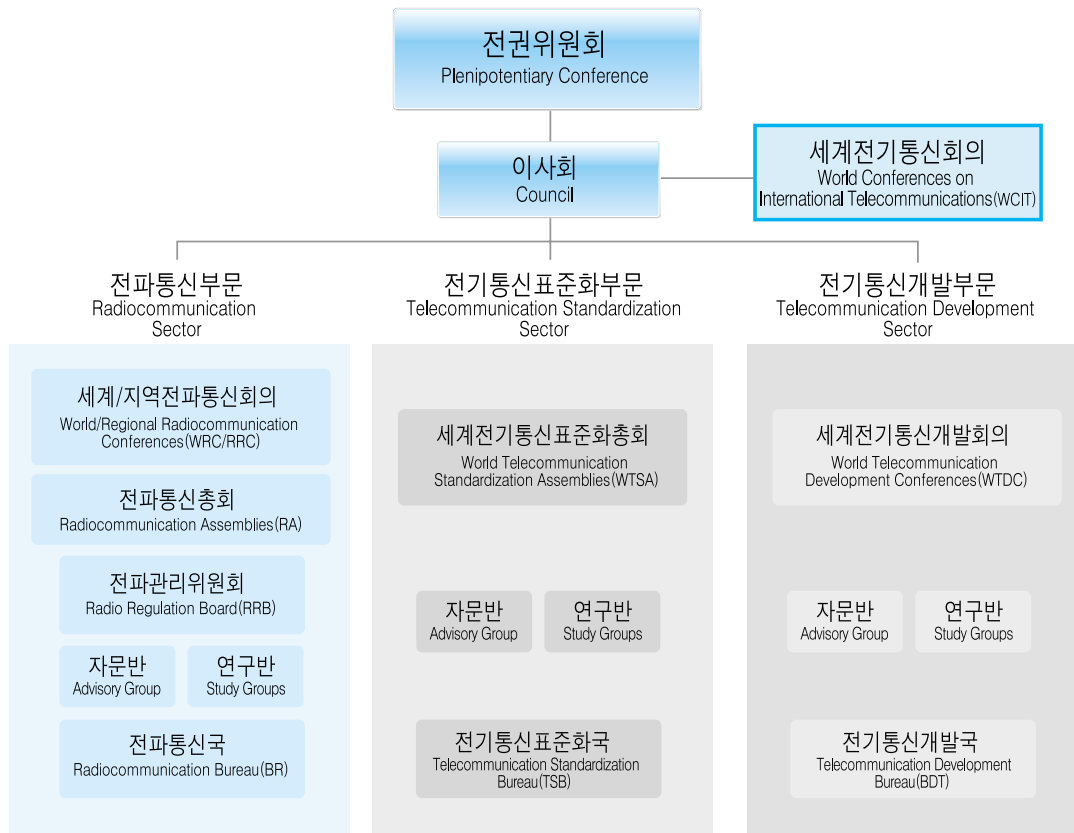 전권위원회
Plenipotentiary Conference
이사회
Council
세계전기통신회의
World Conferences on
International Telecommunications(WCIT)
전파통신부문
Radiocommunication
Sector
세계/지역전파통신회의
World/Regional Radiocommunication
Conferences(WRC/RRC)
전파통신총회
Radiocommunication Assemblies(RA)
전파관리위원회
Radio Regulation Board(RRB)
자문반
Advisory Group
연구반
Study Groups
전파통신국
Radiocommunication Bureau(BR)
전기통신표준화부문
Telecommunication Standardization
Sector
세계전기통신표준화총회
World Telecommunication
Standardization Assemblies(WTSA)
자문반
Advisory Group
연구반
Study Groups
전기통신표준화국
Telecommunication Standardization
Bureau(TSB)
전기통신개발부문
Telecommunication Development
Sector
세계전기통신개발회의
World Telecommunication
Development Conferences(WTDC)
자문반
Advisory Group
연구반
Study Groups
전기통신개발국
Telecommunication Development
Bureau(BDT)